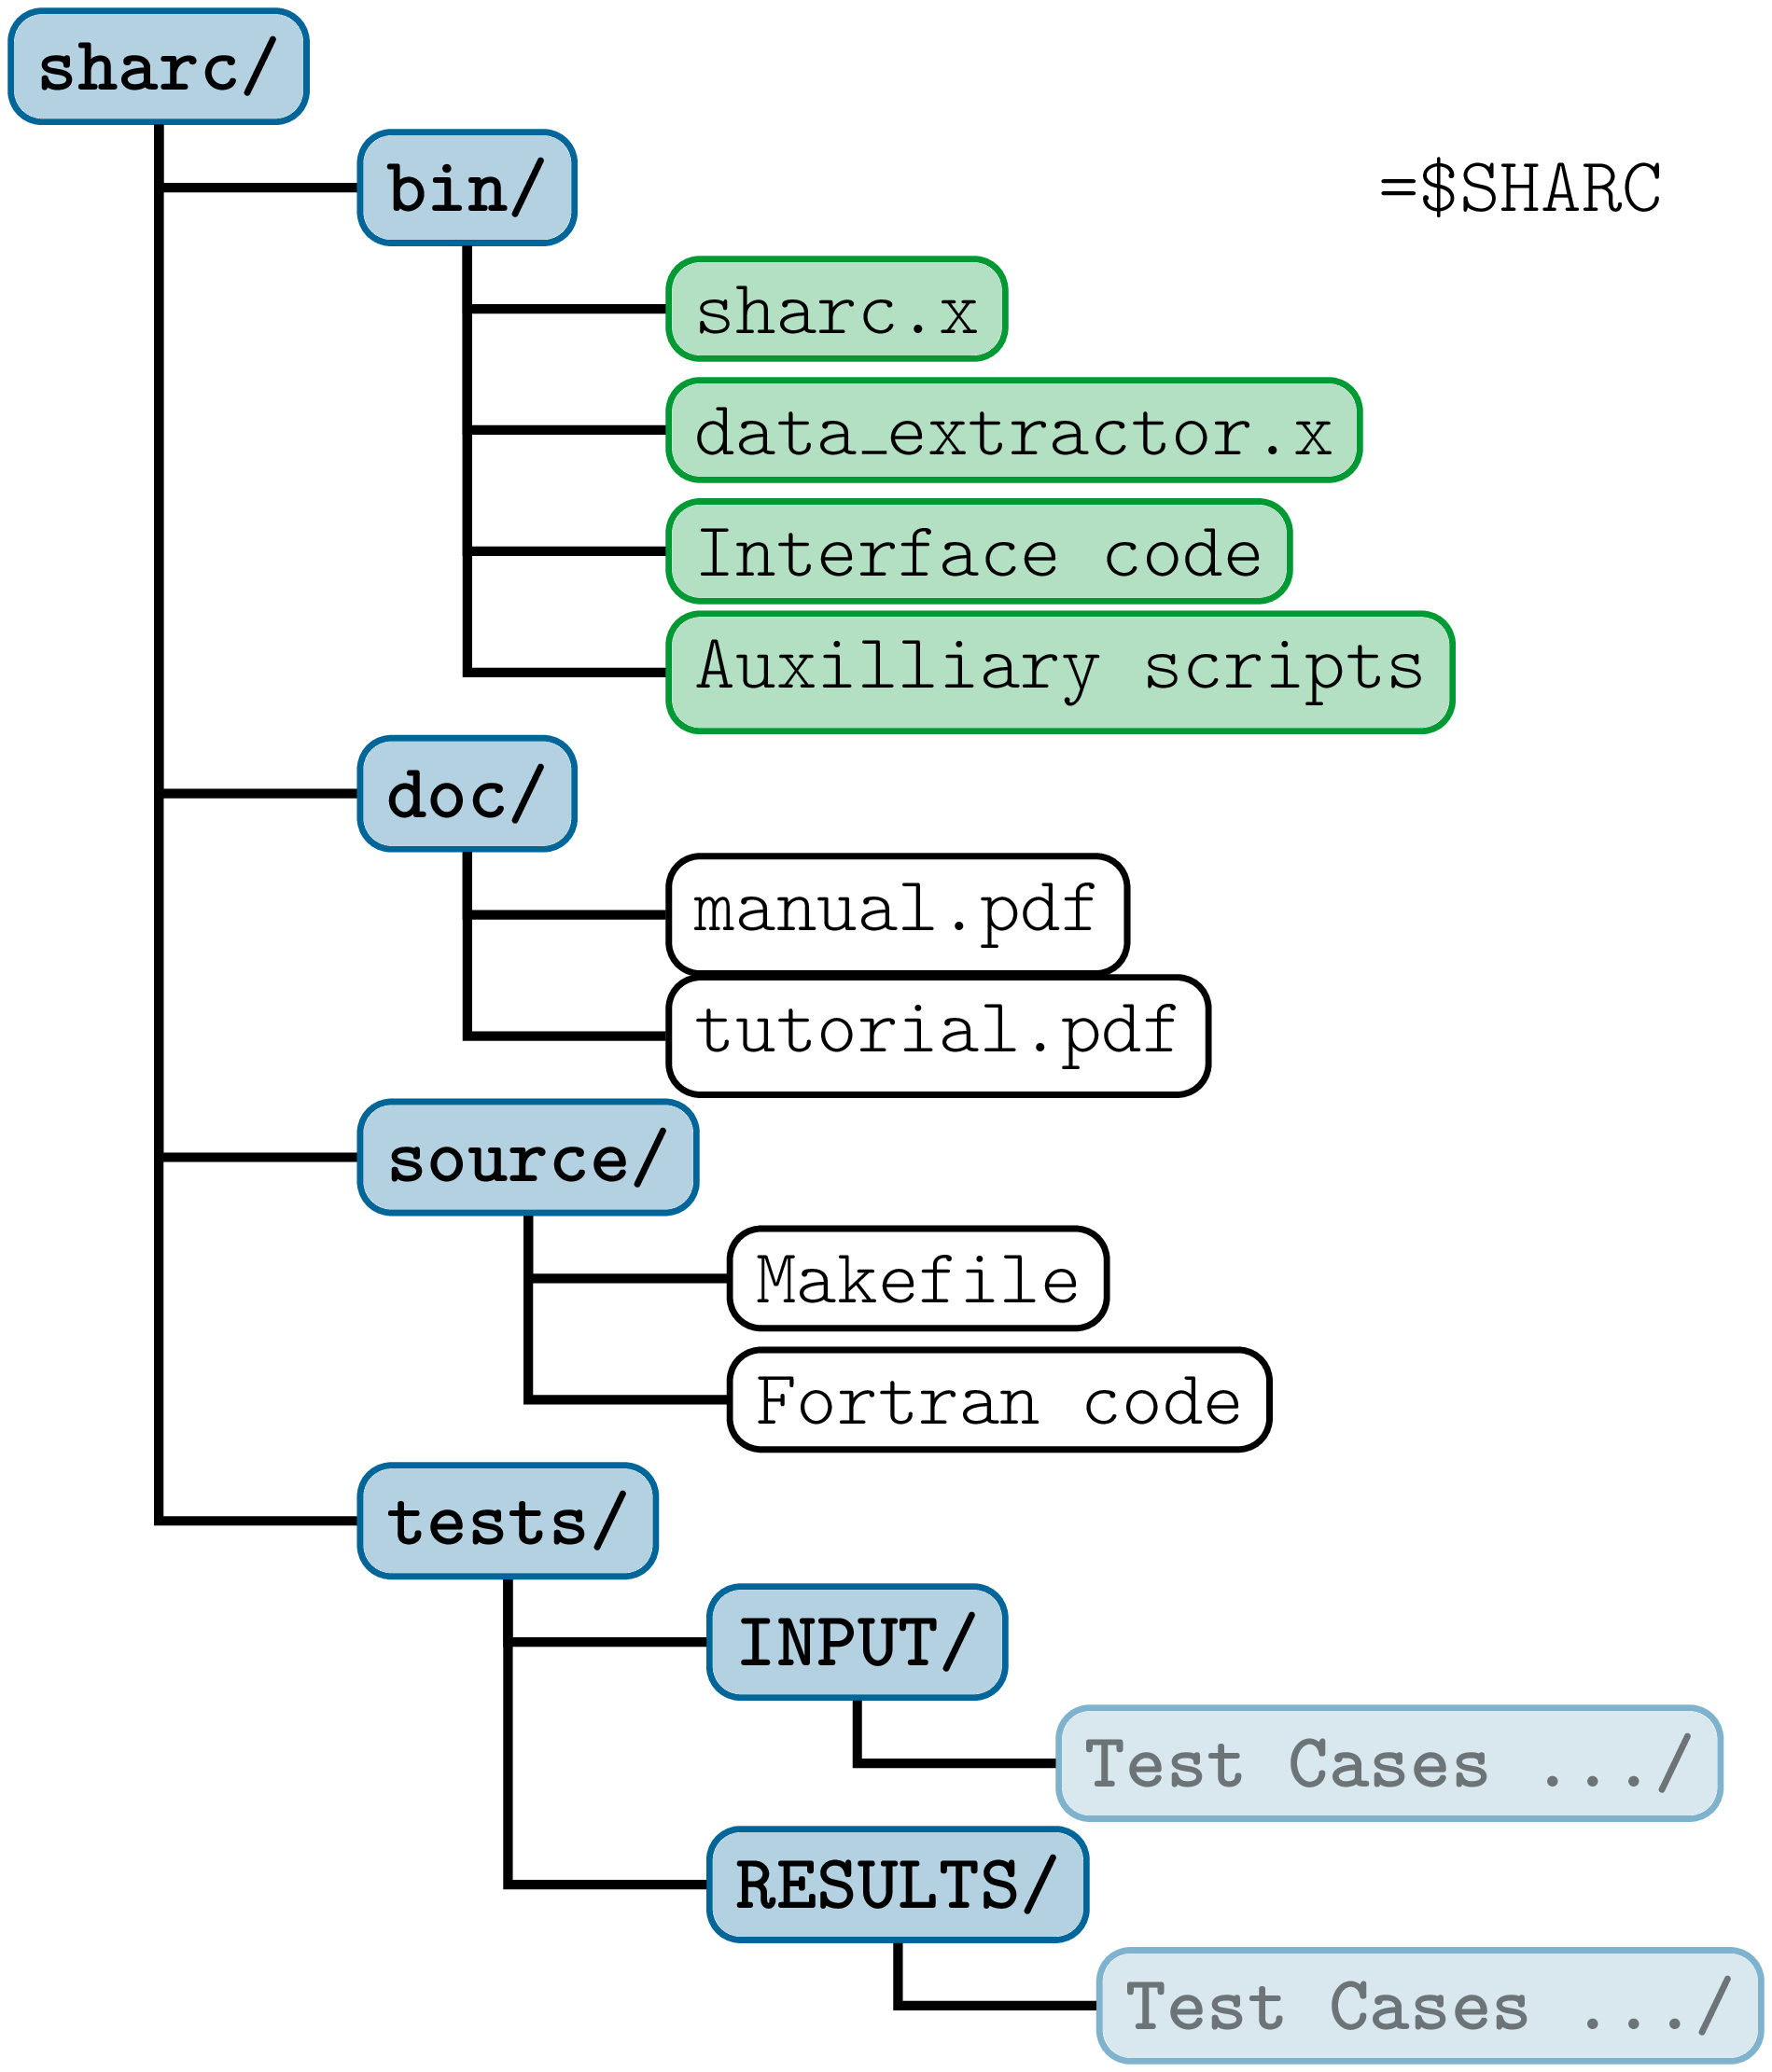 sharc/
bin/ =$SHARC
sharc.x
data_extractor.x
Interface code
Auxilliary scripts
doc/
manual.pdf
tutorial.pdf
source/
Makefile
Fortran code
tests/
INPUT/
Test Cases .../
RESULTS/
Test Cases .../